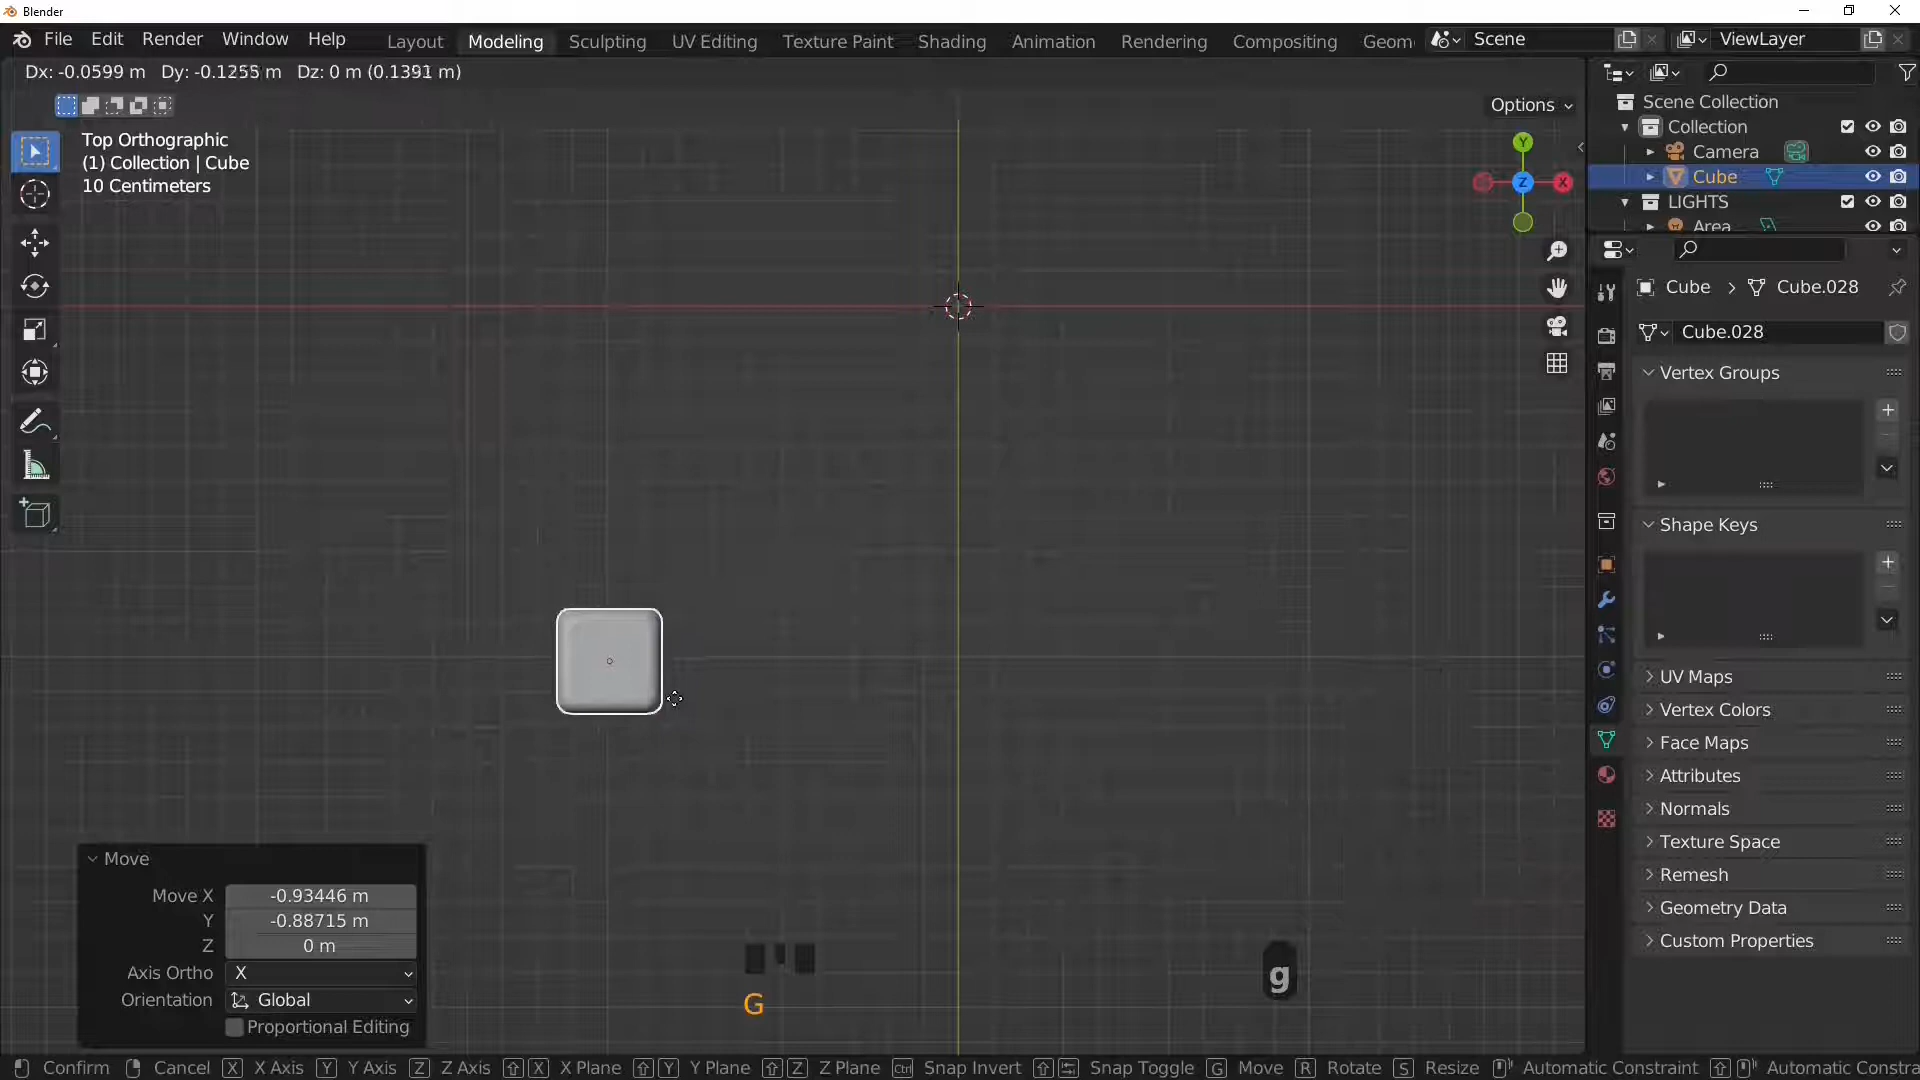 Blender
File Edit Render Window Help Layout Modeling Sculpting UV Editing Texture Paint Shading Animation Rendering Compositing Geom Scene ViewLayer
Dx: -0.0599 m Dy: -0.1255 m Dz: 0 m (0.1391 m)
Options
Top Orthographic
(1) Collection | Cube
10 Centimeters
Y
X
Z
Scene Collection
Collection
Camera
Cube
LIGHTS
Area
Cube > Cube.028
Cube.028
Vertex Groups
Shape Keys
UV Maps
Vertex Colors
Face Maps
Attributes
Normals
Texture Space
Remesh
Geometry Data
Custom Properties
Move
Move X -0.93446 m
Y -0.88715 m
Z 0 m
Axis Ortho X
Orientation Global
Proportional Editing
G
g
Confirm Cancel X X Axis Y Y Axis Z Z Axis X X Plane Y Y Plane Z Z Plane Ctrl Snap Invert Snap Toggle G Move R Rotate S Resize Automatic Constraint Automatic Constra